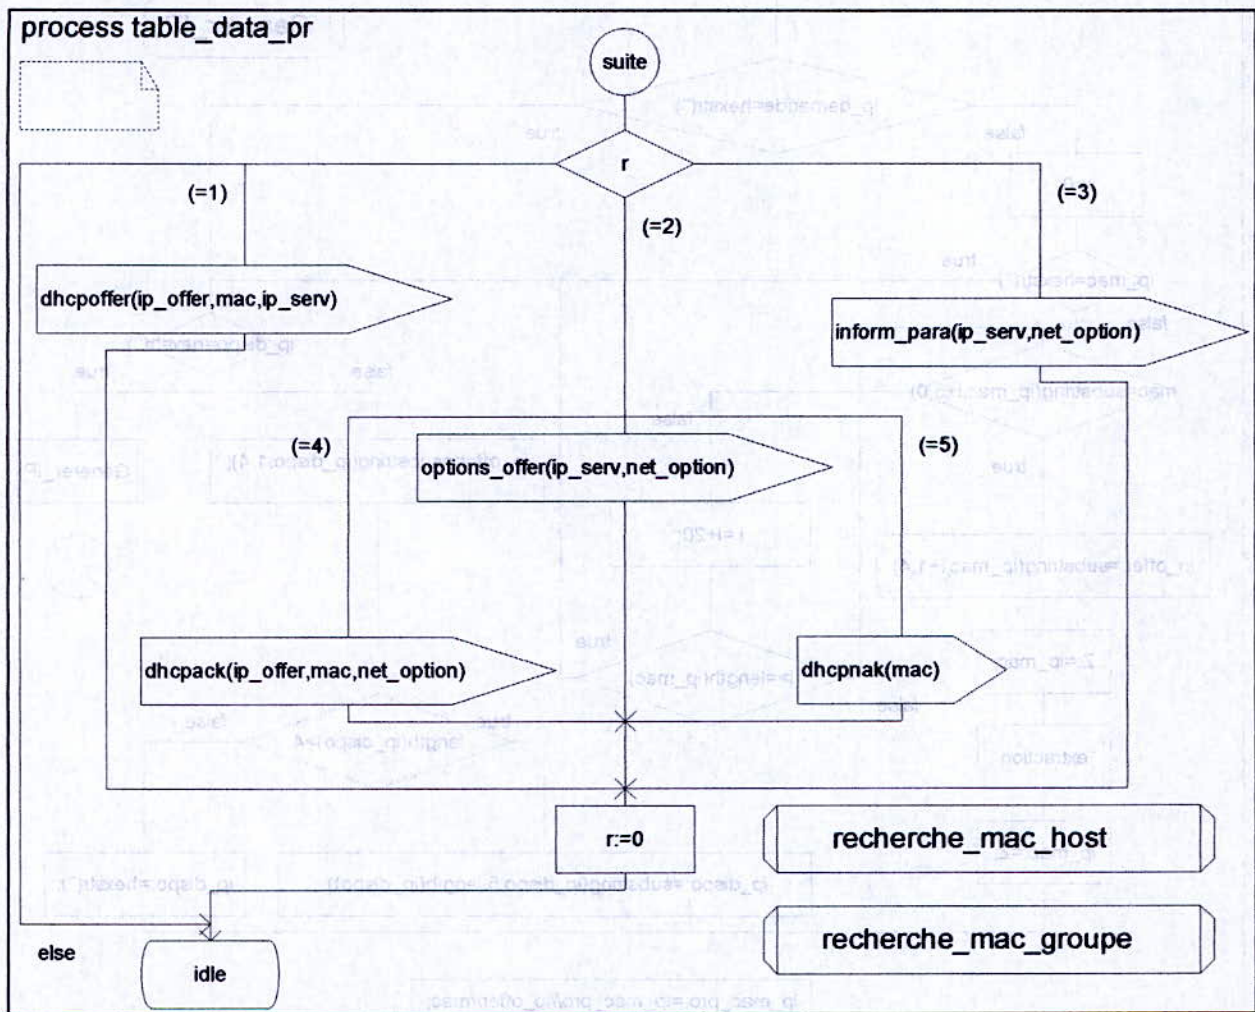 process table_data_pr
suite
r
(=1)
(=2)
(=3)
dhcpoffer(ip_offer,mac,ip_serv)
inform_para(ip_serv,net_option)
(=4)
(=5)
options_offer(ip_serv,net_option)
dhcpack(ip_offer,mac,net_option)
dhcpnak(mac)
r:=0
recherche_mac_host
recherche_mac_groupe
else
idle